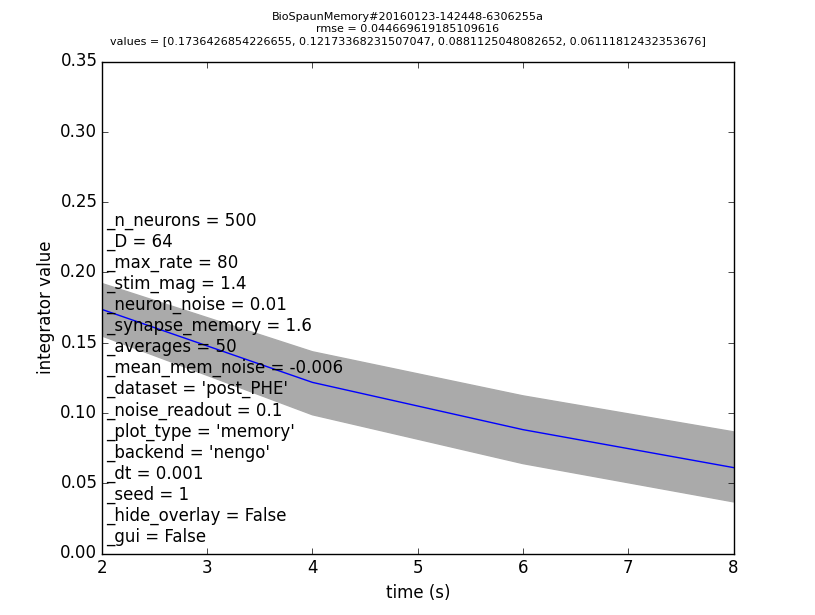 BioSpaunMemory#20160123-142448-6306255a
rmse = 0.044669619185109616
values = [0.1736426854226655, 0.12173368231507047, 0.0881125048082652, 0.06111812432353676]
0.35
0.30
0.25
0.20
0.15
0.10
0.05
0.00
integrator value
_n_neurons = 500
_D = 64
_max_rate = 80
_stim_mag = 1.4
_neuron_noise = 0.01
_synapse_memory = 1.6
_averages = 50
_mean_mem_noise = -0.006
_dataset = 'post_PHE'
_noise_readout = 0.1
_plot_type = 'memory'
_backend = 'nengo'
_dt = 0.001
_seed = 1
_hide_overlay = False
_gui = False
2 3 4 5 6 7 8
time (s)